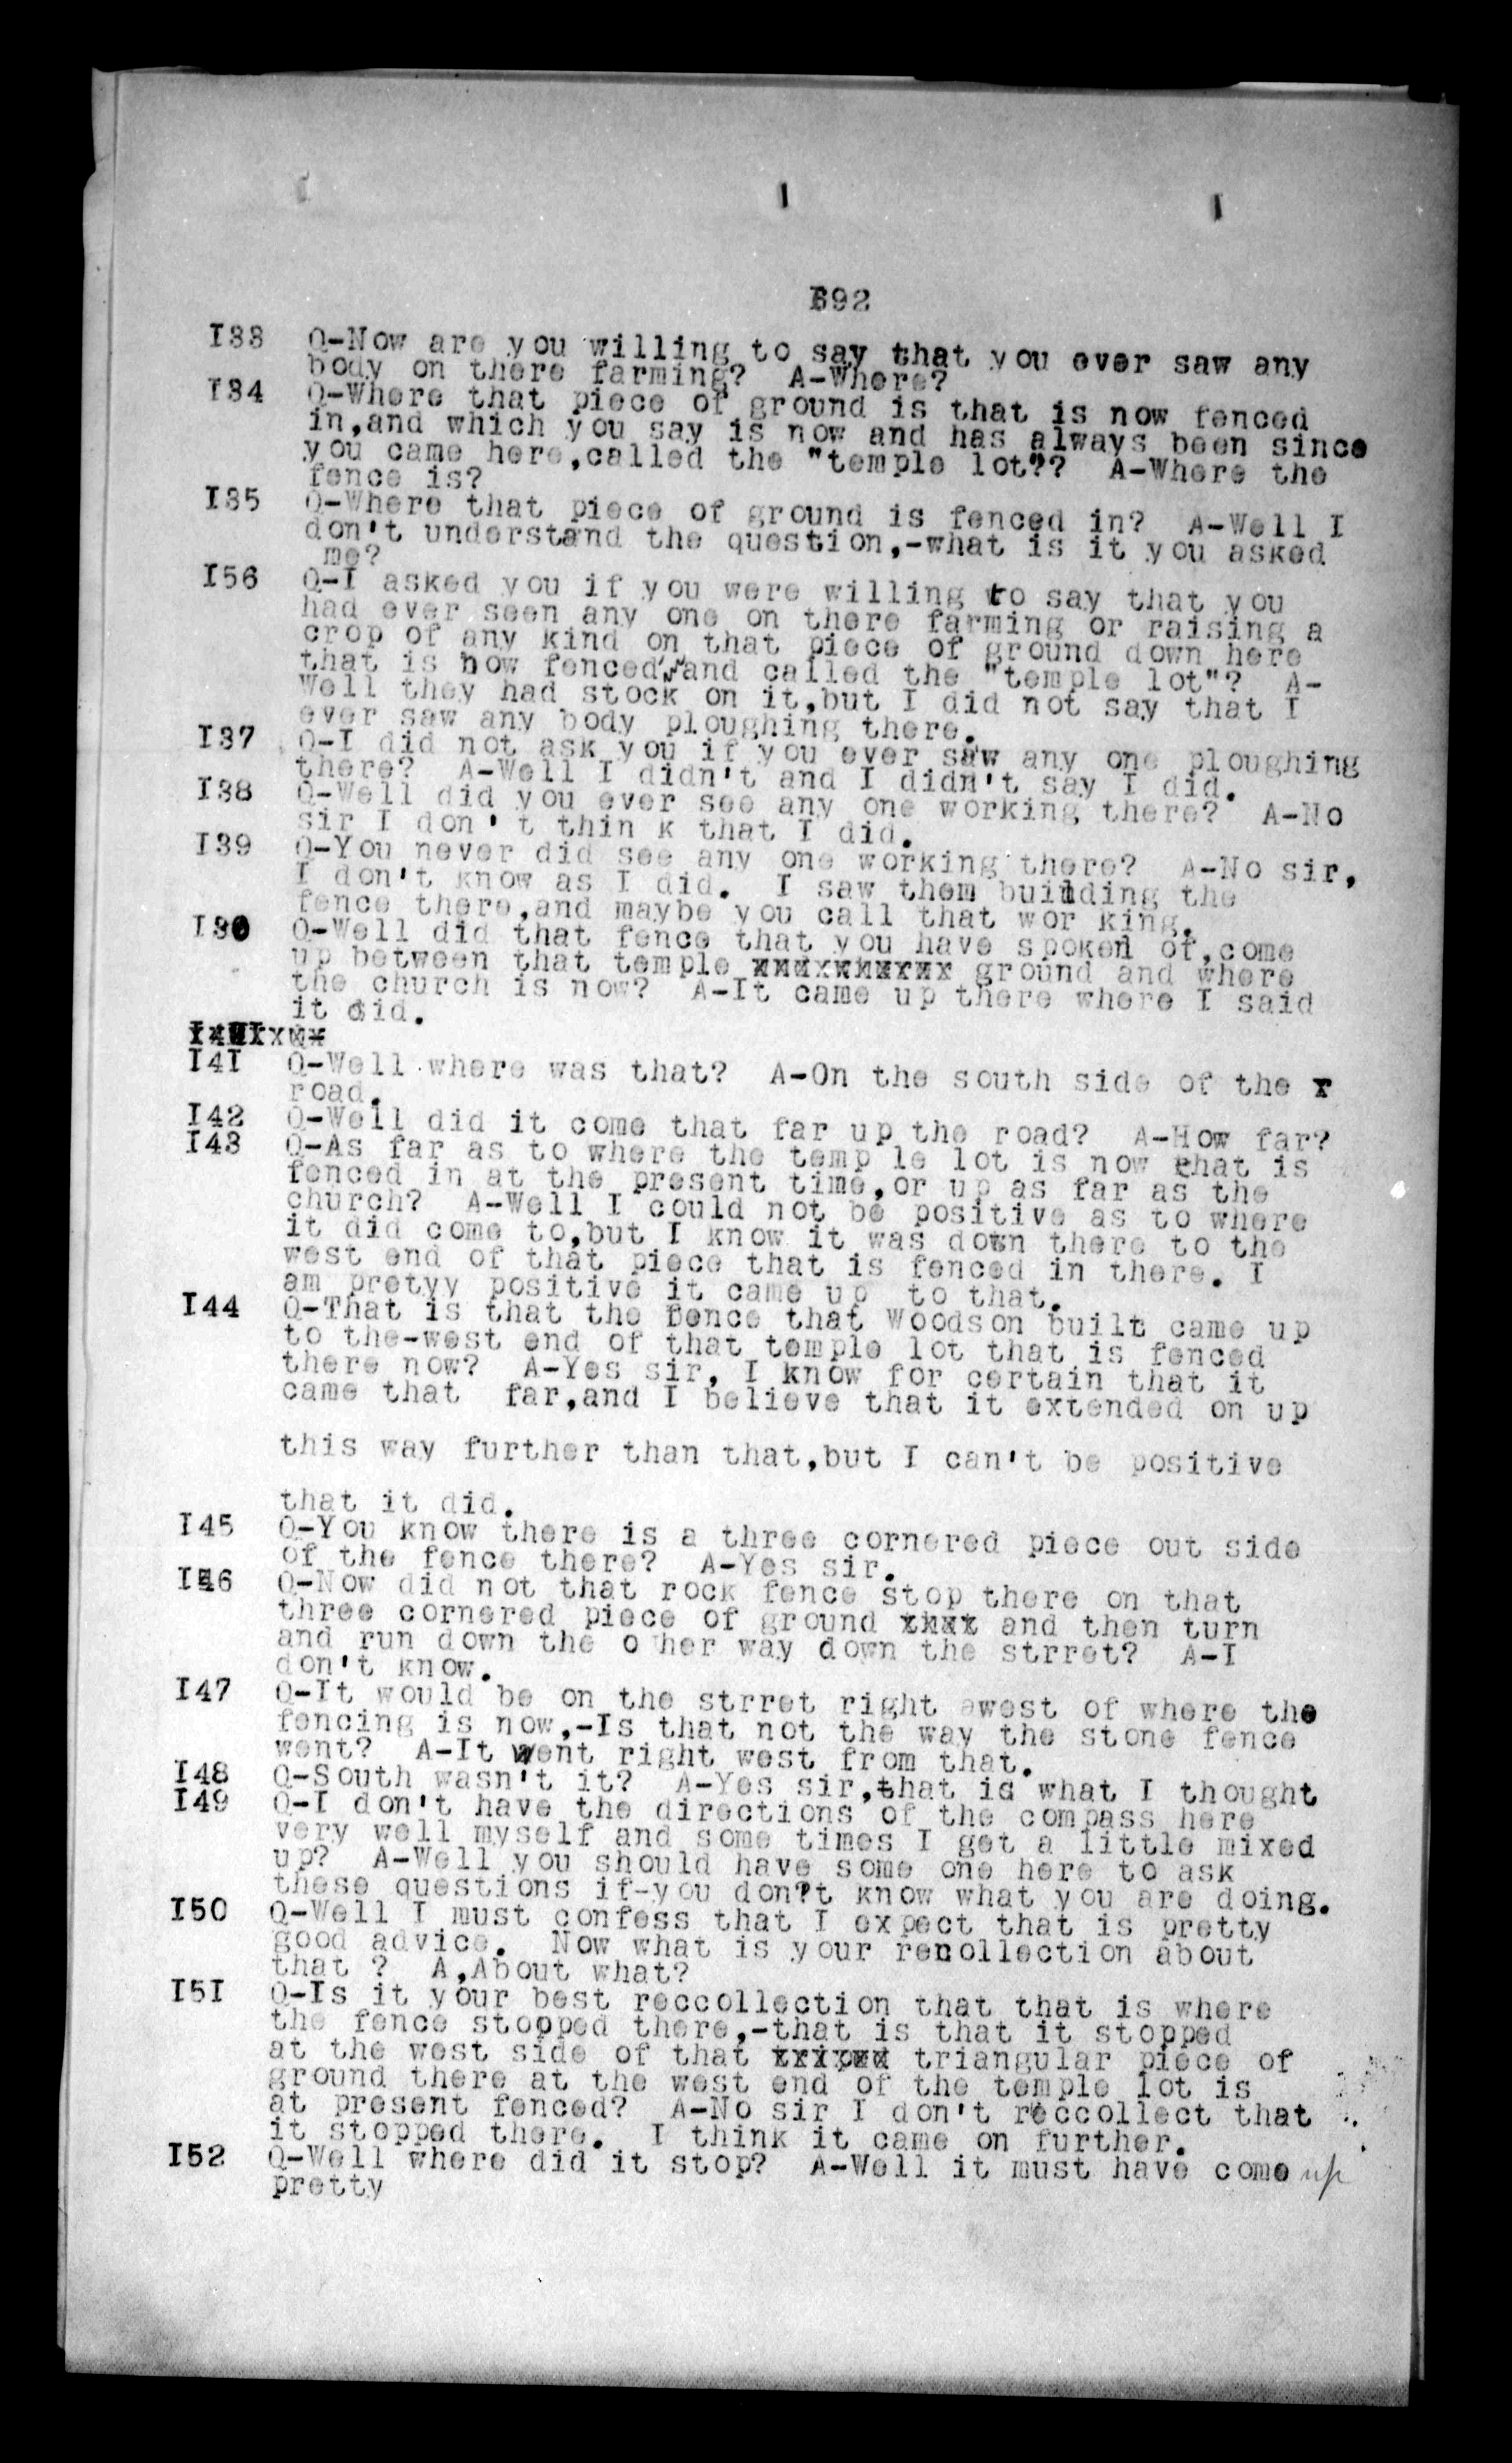 692
I33 Q-Now are you willing to say that you ever saw any
body on there farming? A-Where?
I34 Q-Where that piece of ground is that is now fenced
in,and which you say is now and has always been since
you came here,called the "temple lot"?? A-Where the
fence is?
I35 Q-Where that piece of ground is fenced in? A-Well I
don't understand the question,-what is it you asked
me?
I56 Q-I asked you if you were willing to say that you
had ever seen any one on there farming or raising a
crop of any kind on that piece of ground down here
that is now fenced and called the "temple lot"? A-
Well they had stock on it,but I did not say that I
ever saw any body ploughing there.
I37 Q-I did not ask you if you ever saw any one ploughing
there? A-Well I didn't and I didn't say I did.
I38 Q-Well did you ever see any one working there? A-No
sir I don't thin k that I did.
I39 Q-You never did see any one working there? A-No sir,
I don't know as I did. I saw them building the
fence there,and maybe you call that wor king.
I30 Q-Well did that fence that you have spoken of,come
up between that temple ground and where
the church is now? A-It came up there where I said
it did.
I4I Q-Well where was that? A-On the south side of the r
road.
I42 Q-Well did it come that far up the road? A-How far?
I43 Q-As far as to where the temp le lot is now that is
fenced in at the present time,or up as far as the
church? A-Well I could not be positive as to where
it did come to,but I know it was down there to the
west end of that piece that is fenced in there. I
am pretyy positive it came up to that.
I44 Q-That is that the fence that Woodson built came up
to the-west end of that temple lot that is fenced
there now? A-Yes sir, I know for certain that it
came that far,and I believe that it extended on up
this way further than that,but I can't be positive
that it did.
I45 Q-You know there is a three cornered piece out side
of the fence there? A-Yes sir.
I46 Q-Now did not that rock fence stop there on that
three cornered piece of ground and then turn
and run down the o her way down the strret? A-I
don't know.
I47 Q-It would be on the strret right awest of where the
fencing is now,-Is that not the way the stone fence
went? A-It went right west from that.
I48 Q-South wasn't it? A-Yes sir,that is what I thought
I49 Q-I don't have the directions of the compass here
very well myself and some times I get a little mixed
up? A-Well you should have some one here to ask
these questions if-you don?t know what you are doing.
I50 Q-Well I must confess that I expect that is pretty
good advice. Now what is your recollection about
that ? A,About what?
I5I Q-Is it your best reccollection that that is where
the fence stopped there,-that is that it stopped
at the west side of that triangular piece of
ground there at the west end of the temple lot is
at present fenced? A-No sir I don't reccollect that
it stopped there. I think it came on further.
I52 Q-Well where did it stop? A-Well it must have come up
pretty